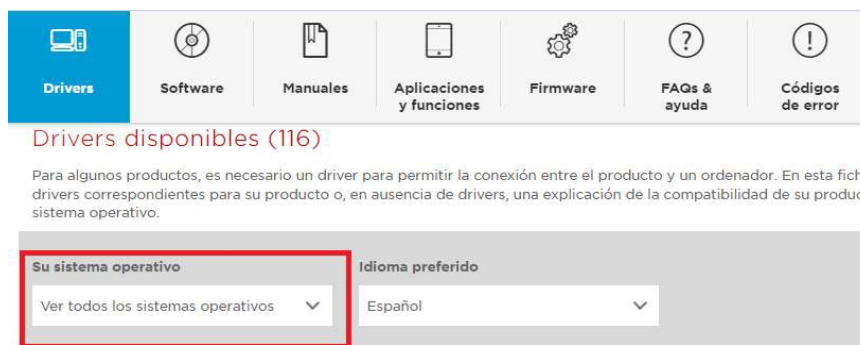 Drivers
Software
Manuales
Aplicaciones
y funciones
Firmware
FAQs &
ayuda
Códigos
de error
Drivers disponibles (116)
Para algunos productos, es necesario un driver para permitir la conexión entre el producto y un ordenador. En esta
drivers correspondientes para su producto o, en ausencia de drivers, una explicación de la compatibilidad de su
sistema operativo.
Su sistema operativo
Idioma preferido
Ver todos los sistemas operativos
Español